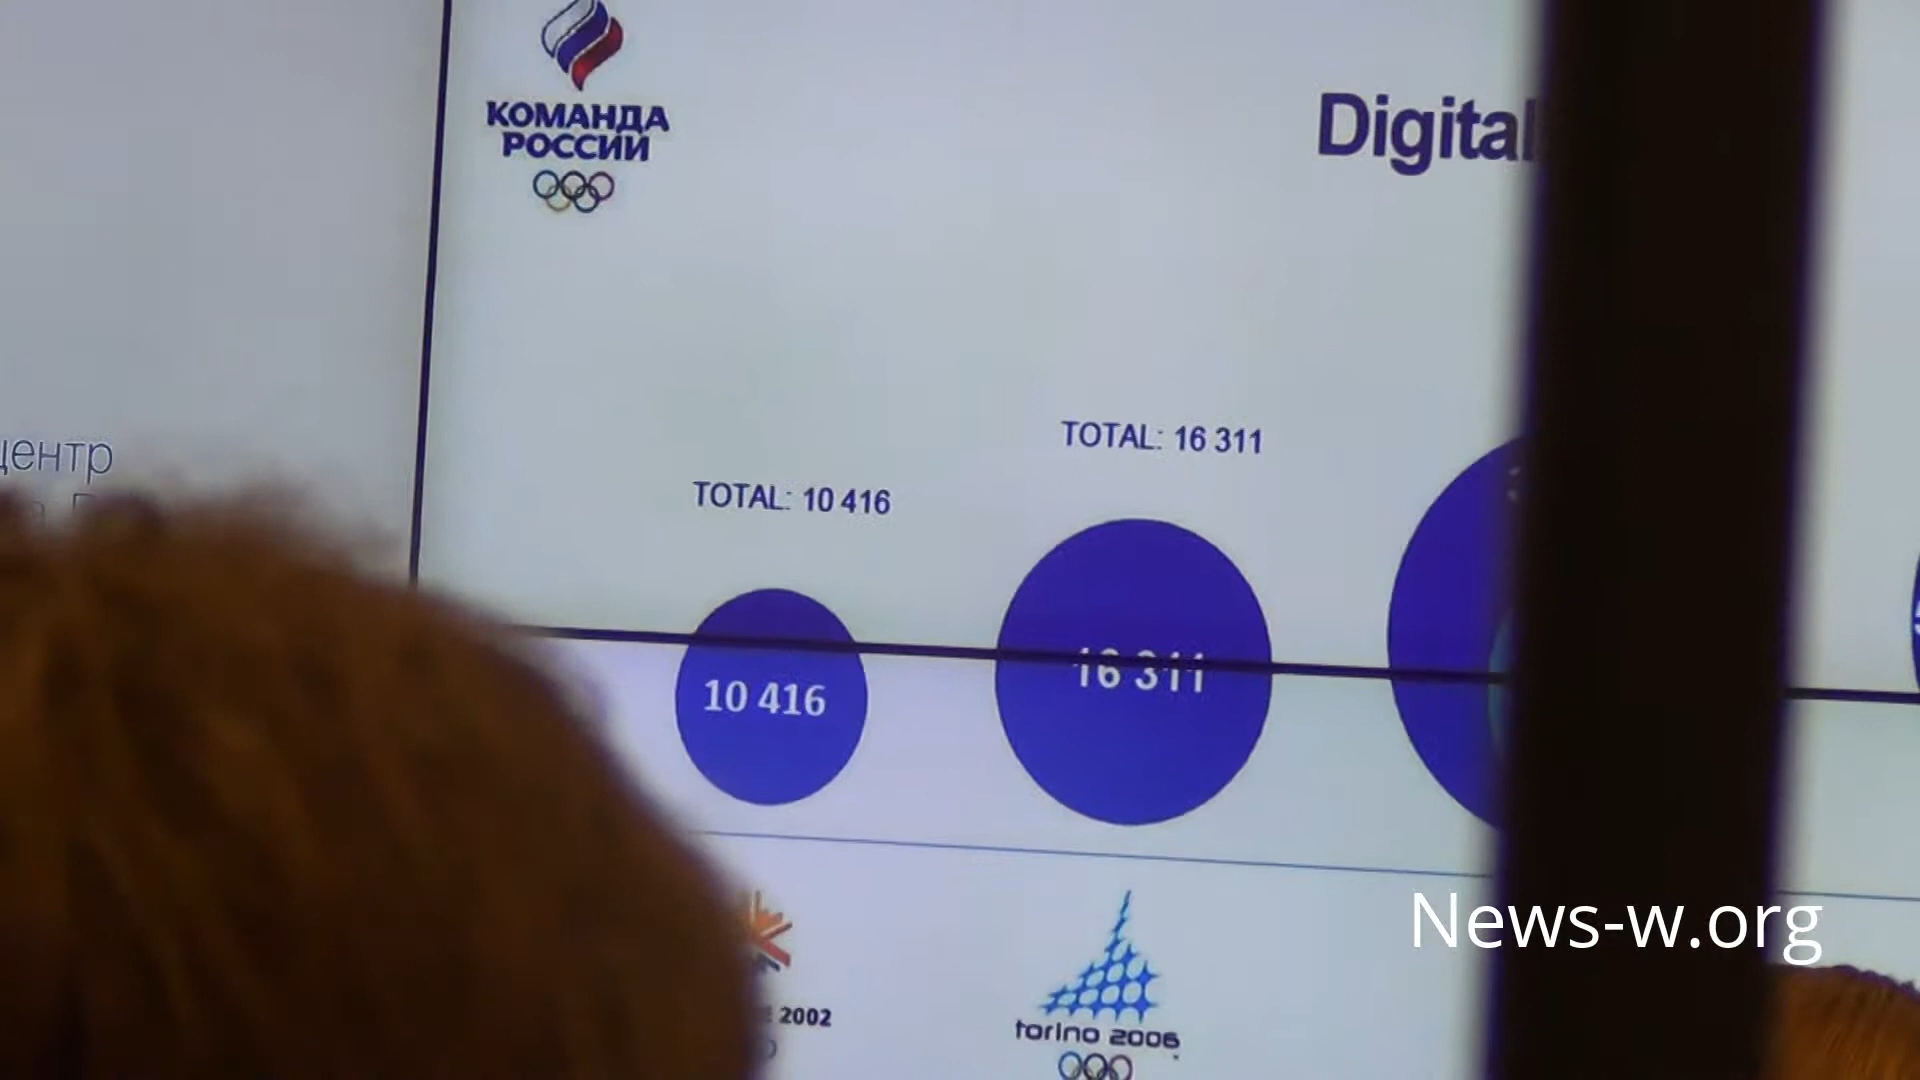 КОМАНДА
РОССИИ
Digital
центр
TOTAL: 16 311
TOTAL: 10 416
10 416
16 311
2002
torino 2006
News-w.org